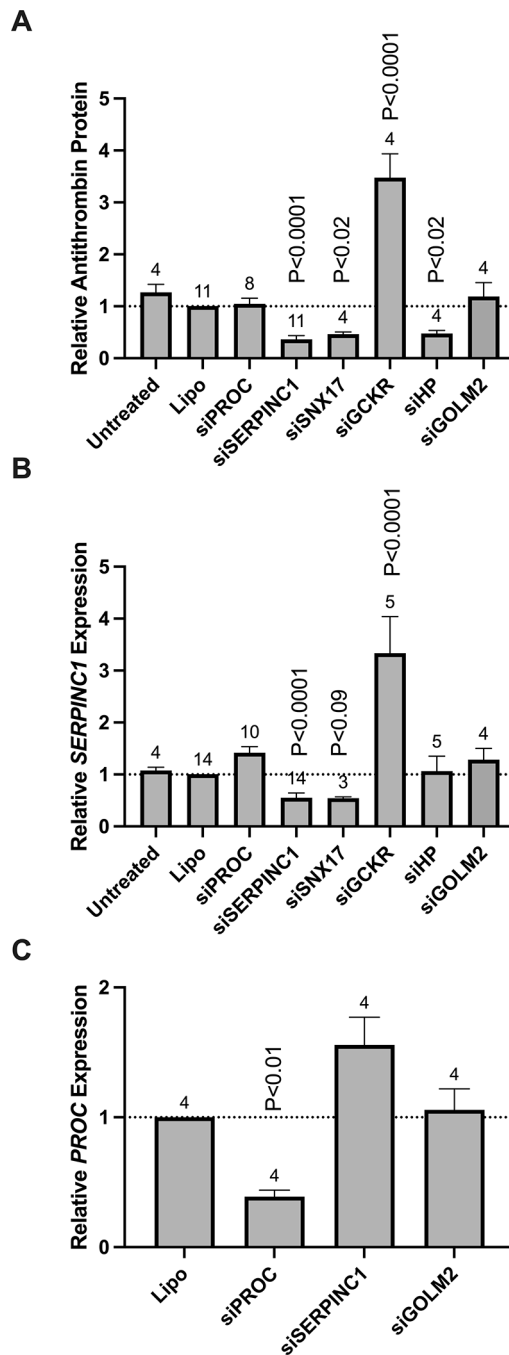 A
Relative Antithrombin Protein
5
4
3
2
1
0
4
11
8
11
P<0.0001
4
P<0.02
4
P<0.0001
4
P<0.02
4
Untreated
Lipo
siPROC
siSERPINC1
siSNX17
siGCKR
siHP
siGOLM2
B
Relative SERPINC1 Expression
5
4
3
2
1
0
4
14
10
14
P<0.0001
3
P<0.09
5
P<0.0001
5
4
Untreated
Lipo
siPROC
siSERPINC1
siSNX17
siGCKR
siHP
siGOLM2
C
Relative PROC Expression
2
1
0
4
4
P<0.01
4
4
Lipo
siPROC
siSERPINC1
siGOLM2